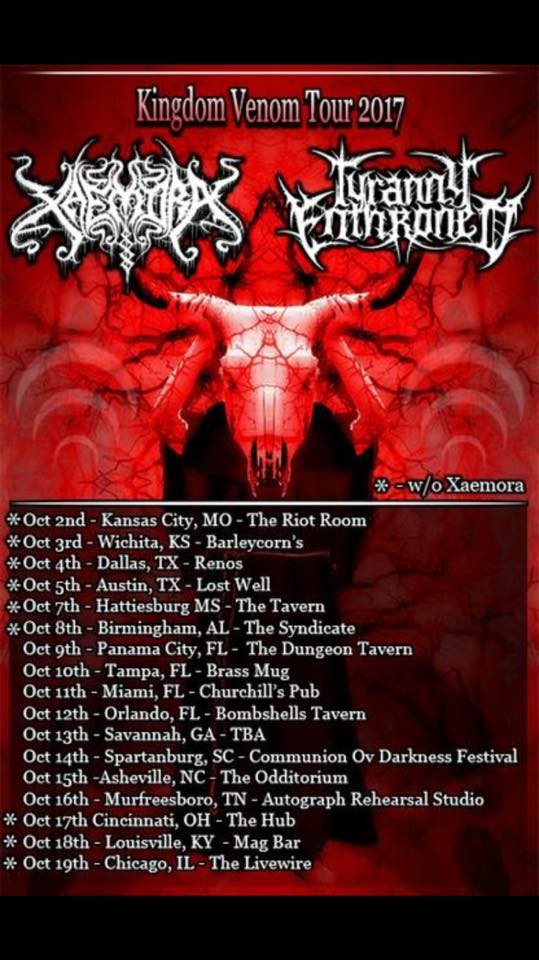 Kingdom Venom Tour 2017
XAEMORA
Tyranny
Enthroned
* - w/o Xaemora
* Oct 2nd - Kansas City, MO - The Riot Room
* Oct 3rd - Wichita, KS - Barleycorn's
* Oct 4th - Dallas, TX - Renos
* Oct 5th - Austin, TX - Lost Well
* Oct 7th - Hattiesburg MS - The Tavern
* Oct 8th - Birmingham, AL - The Syndicate
Oct 9th - Panama City, FL - The Dungeon Tavern
Oct 10th - Tampa, FL - Brass Mug
Oct 11th - Miami, FL - Churchill's Pub
Oct 12th - Orlando, FL - Bombshells Tavern
Oct 13th - Savannah, GA - TBA
Oct 14th - Spartanburg, SC - Communion Ov Darkness Festival
Oct 15th -Asheville, NC - The Odditorium
Oct 16th - Murfreesboro, TN - Autograph Rehearsal Studio
* Oct 17th Cincinnati, OH - The Hub
* Oct 18th - Louisville, KY - Mag Bar
* Oct 19th - Chicago, IL - The Livewire